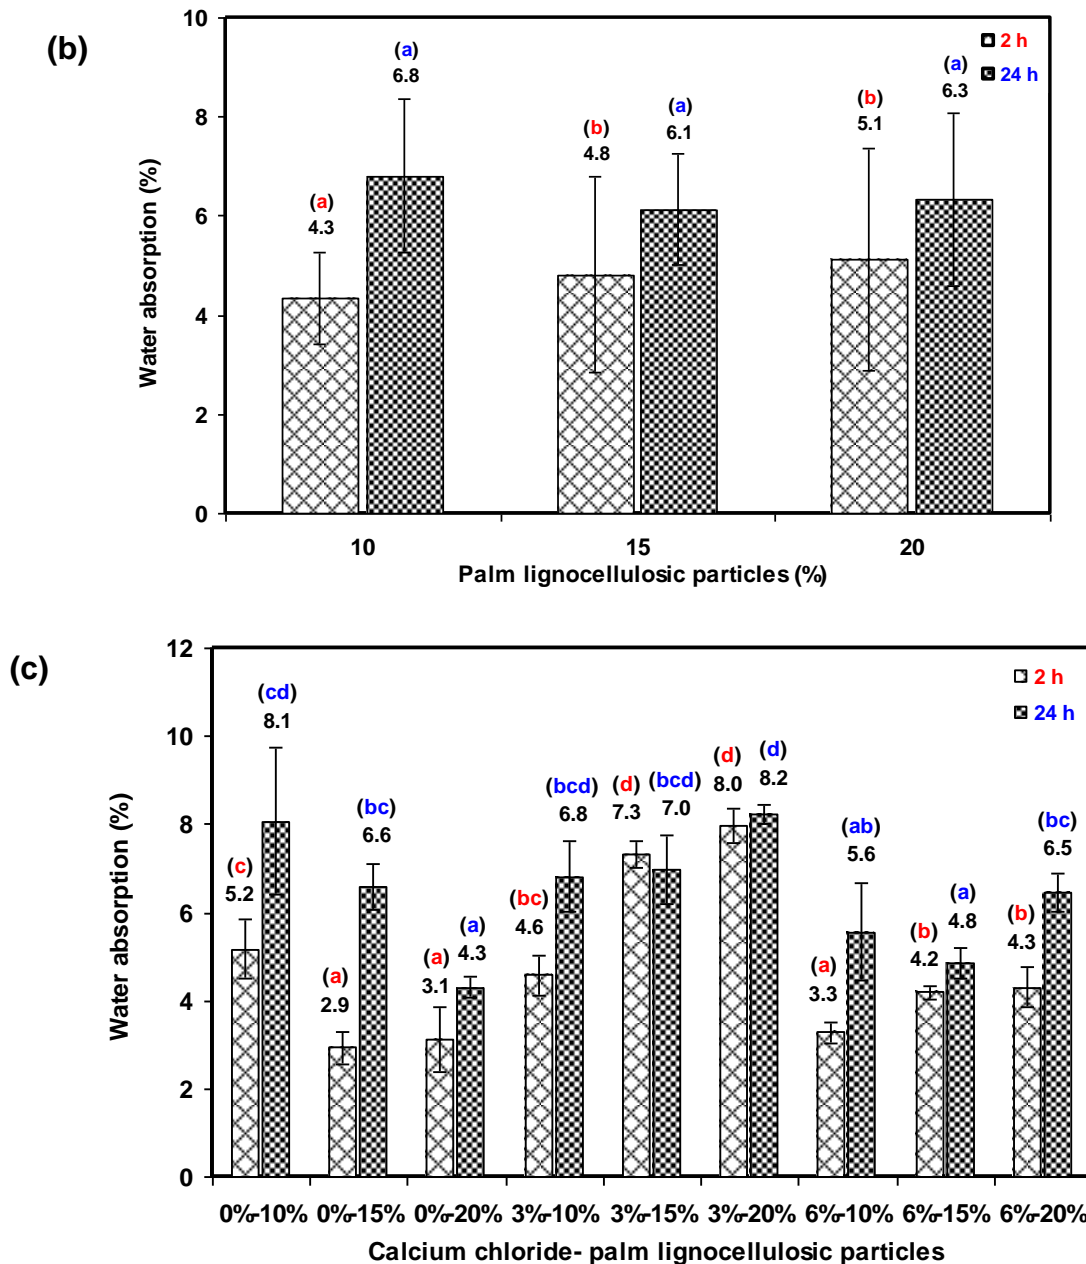 (b)
10
8
6
4
2
0
Water absorption (%)
2 h
24 h
(a)
4.3
(a)
6.8
(b)
4.8
(a)
6.1
(b)
5.1
(a)
6.3
10 15 20
Palm lignocellulosic particles (%)
(c)
12
10
8
6
4
2
0
Water absorption (%)
2 h
24 h
(c)
5.2
(cd)
8.1
(a)
2.9
(bc)
6.6
(a)
3.1
(a)
4.3
(bc)
4.6
(bcd)
6.8
(d)
7.3
(bcd)
7.0
(d)
8.0
(d)
8.2
(a)
3.3
(ab)
5.6
(b)
4.2
(a)
4.8
(b)
4.3
(bc)
6.5
0%-10% 0%-15% 0%-20% 3%-10% 3%-15% 3%-20% 6%-10% 6%-15% 6%-20%
Calcium chloride- palm lignocellulosic particles